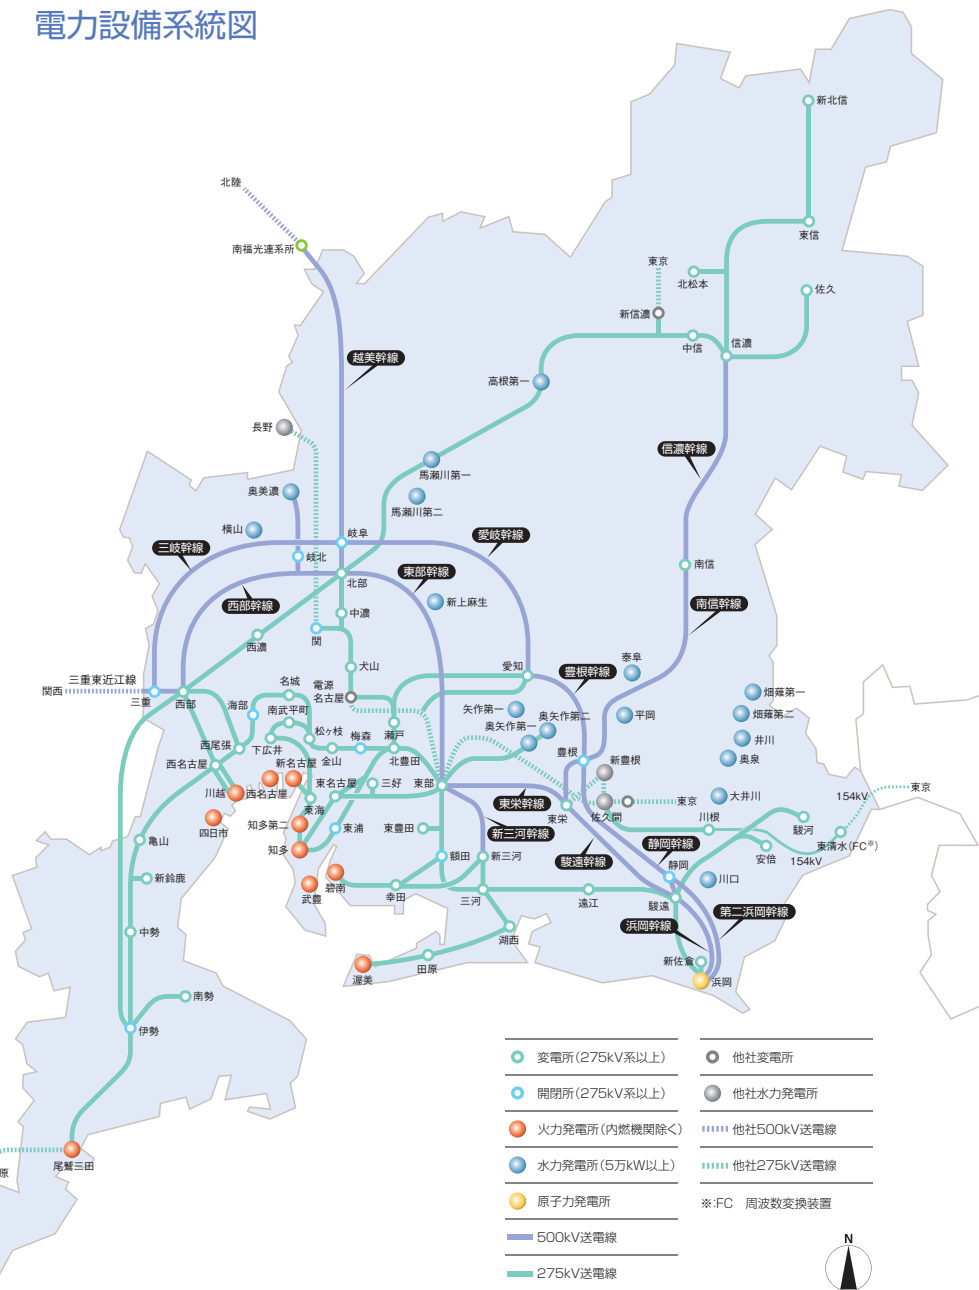 電力設備系統図
新北信
北陸
南福光連系所
東信
東京
北松本
佐久
新信濃
中信
信濃
越美幹線
高根第一
長野
信濃幹線
馬瀬川第一
奥美濃
馬瀬川第二
横山
岐阜
愛岐幹線
三岐幹線
岐北
南信
東部幹線
北部
新上麻生
西部幹線
中濃
南信幹線
関
西濃
犬山
愛知
泰阜
豊根幹線
三重東近江線
関西
名城
電源
名古屋
三重
西部
海部
南武平町
矢作第一
奥矢作第二
平岡
畑薙第一
畑薙第二
奥矢作第一
松ヶ枝
梅森
瀬戸
西尾張
下広井
金山
北豊田
豊根
井川
西名古屋
新名古屋
新豊根
奥泉
川越
西名古屋
東名古屋
三好
東部
東京
154kV
大井川
東海
東栄幹線
東栄
佐久間
東京
川根
四日市
知多第二
東浦
東豊田
新三河幹線
駿河
亀山
知多
額田
新三河
駿遠幹線
静岡幹線
静岡
安倍
東清水(FC※)
154kV
新鈴鹿
武豊
碧南
幸田
三河
遠江
駿遠
川口
中勢
湖西
浜岡幹線
第二浜岡幹線
渥美
田原
新佐倉
浜岡
南勢
伊勢
尾鷲三田
原
変電所(275kV系以上)
他社変電所
開閉所(275kV系以上)
他社水力発電所
火力発電所(内燃機関除く)
他社500kV送電線
水力発電所(5万kW以上)
他社275kV送電線
原子力発電所
※:FC 周波数変換装置
500kV送電線
275kV送電線
N